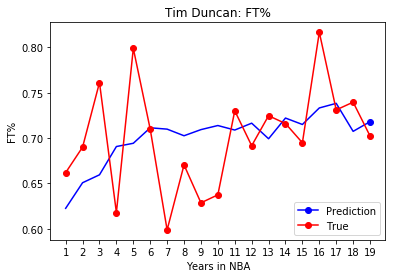 Tim Duncan: FT%
FT%
0.80
0.75
0.70
0.65
0.60
Prediction
True
1 2 3 4 5 6 7 8 9 10 11 12 13 14 15 16 17 18 19
Years in NBA